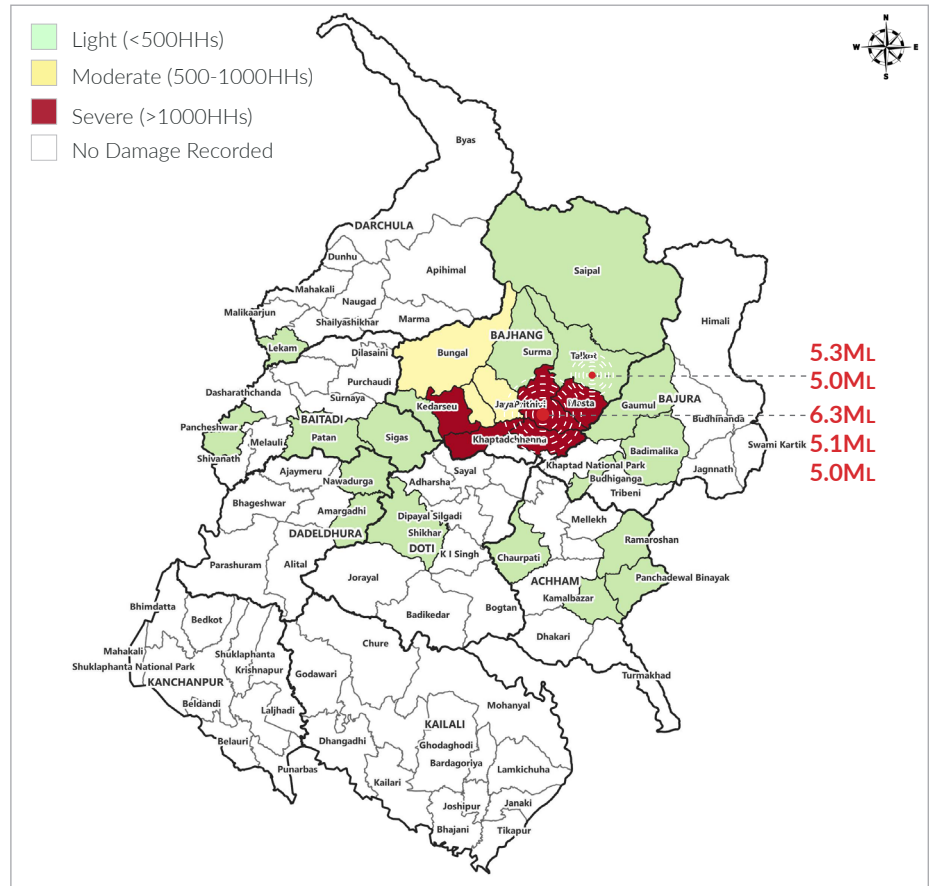 Light (<500HHs)
Moderate (500-1000HHs)
Severe (>1000HHs)
No Damage Recorded
N
W
E
S
Byas
DARCHULA
Dunhu
Apihimal
Saipal
Mahakali
Naugad
Malikaarjun
Shailyashikhar
Marma
Himali
Lekam
Dilasaini
Bungal
BAJHANG
Surma
Talkot
5.3ML
5.0ML
Purchaudi
Dasharathchanda
Surnaya
Kedarseu
Masta
Gaumul
BAJURA
6.3ML
Pancheshwar
BAITADI
Patan
Sigas
Budhinanda
5.1ML
Melauli
Badimalika
Swami Kartik
Shivanath
Khaptad National Park
5.0ML
Ajaymeru
Sayal
Jagnnath
Nawadurga
Adharsha
Budhiganga
Tribeni
Bhageshwar
Amargadhi
Dipayal Silgadi
Mellekh
DADELDHURA
Shikhar
Ramaroshan
DOTI
K I Singh
Chaurpati
Parashuram
Alital
Jorayal
ACHHAM
Panchadewal Binayak
Kamalbazar
Bhimdatta
Bedkot
Badikedar
Bogtan
Dhakari
Chure
Mahakali
Shuklaphanta
Shuklaphanta National Park
Krishnapur
Godawari
Turmakhad
KANCHANPUR
Beldandi
Laljhadi
Mohanyal
KAILALI
Belauri
Dhangadhi
Ghodaghodi
Bardagoriya
Punarbas
Kailari
Lamkichuha
Joshipur
Janaki
Bhajani
Tikapur